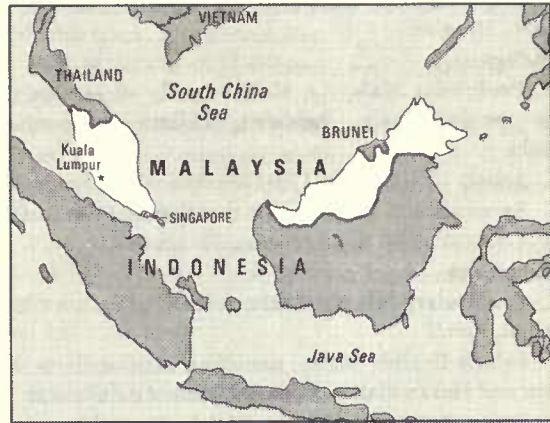 VIETNAM
THAILAND
South China
Sea
BRUNEI
Kuala
Lumpur
MALAYSIA
SINGAPORE
INDONESIA
Java Sea